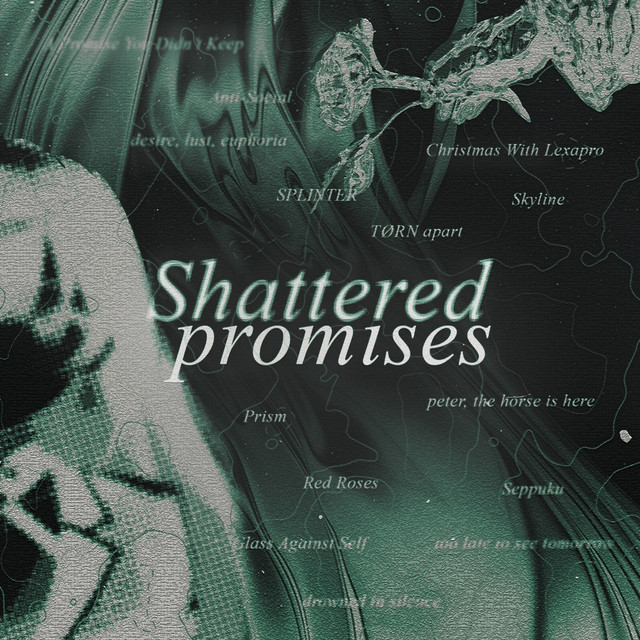 A Promise You Didn't Keep
Anti-Social
desire, lust, euphoria
Christmas With Lexapro
SPLINTER
Skyline
TØRN apart
Shattered
promises
peter, the horse is here
Prism
Red Roses
Seppuku
Glass Against Self
too late to see tomorrow
drowned in silence